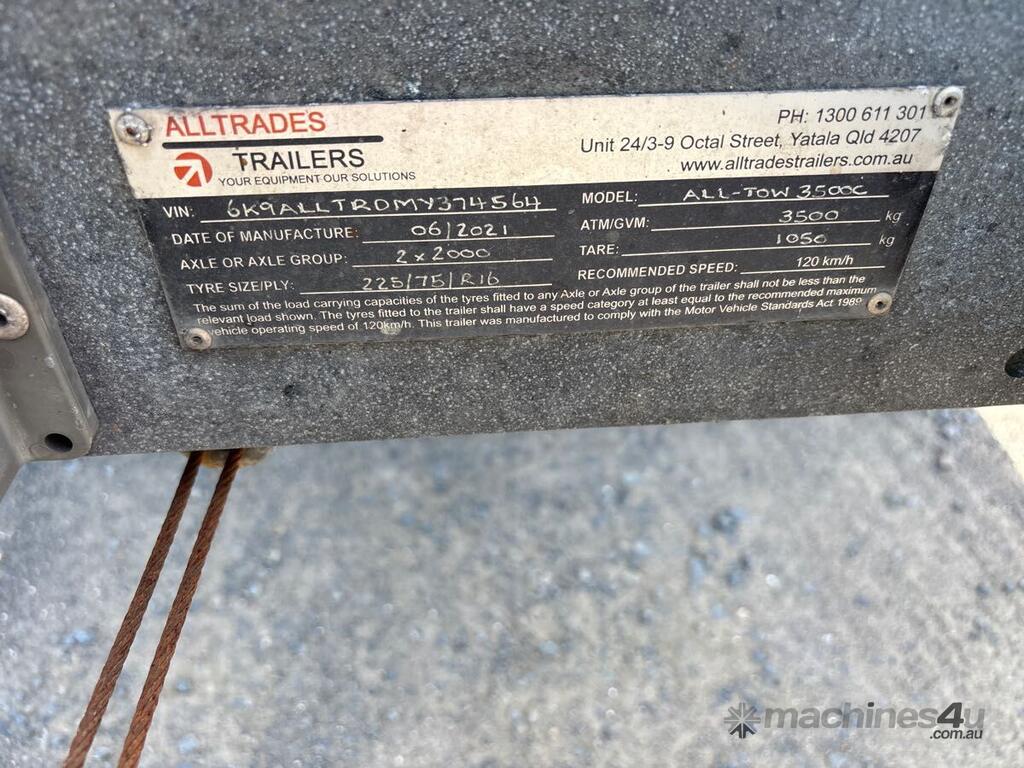 ALLTRADES
TRAILERS
YOUR EQUIPMENT OUR SOLUTIONS
PH: 1300 611 301
Unit 24/3-9 Octal Street, Yatala Qld 4207
www.alltradestrailers.com.au
VIN: 6K9ALLTRDMY374564
DATE OF MANUFACTURE: 06/2021
AXLE OR AXLE GROUP: 2 x 2000
TYRE SIZE/PLY: 225/75/R16
MODEL: ALL-TOW 3500C
ATM/GVM: 3500 kg
TARE: 1050 kg
RECOMMENDED SPEED: 120 km/h
The sum of the load carrying capacities of the tyres fitted to any Axle or Axle group of the trailer shall not be less than the
relevant load shown. The tyres fitted to the trailer shall have a speed category at least equal to the recommended maximum
vehicle operating speed of 120km/h. This trailer was manufactured to comply with the Motor Vehicle Standards Act 1989
machines4u
.com.au